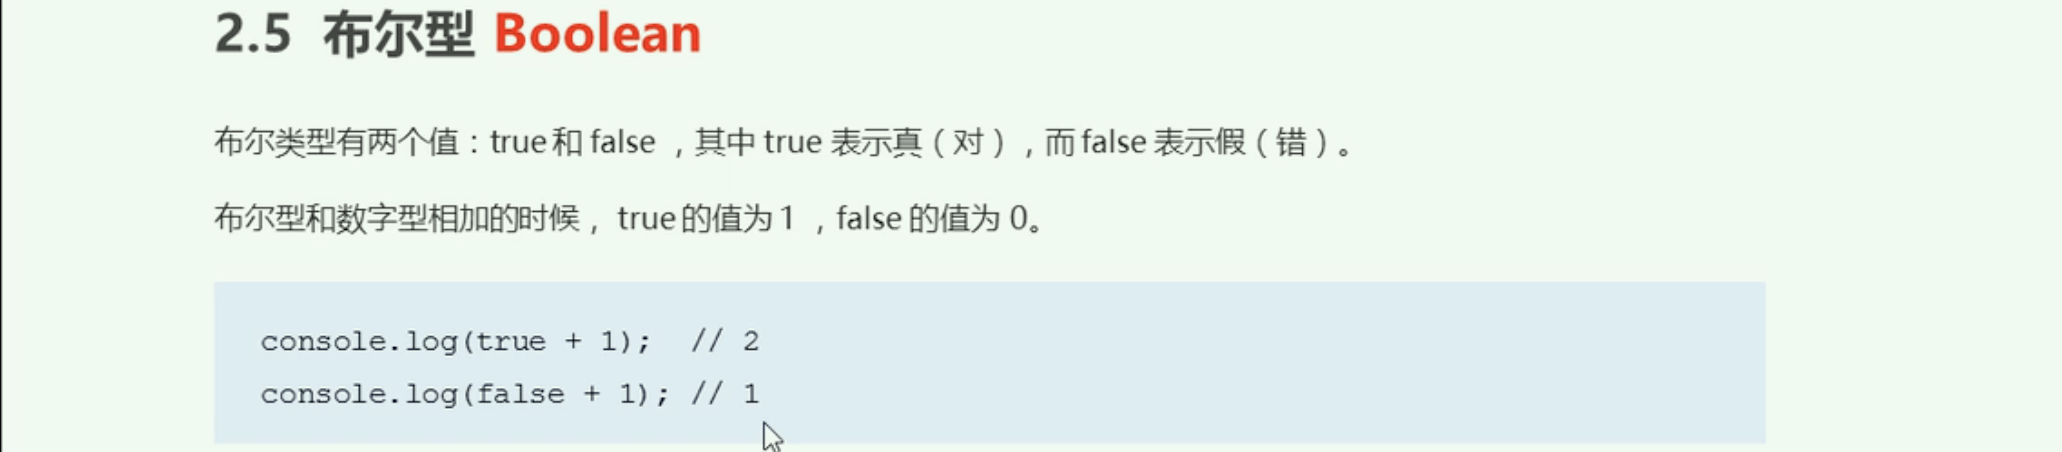 2.5 布尔型 Boolean
布尔类型有两个值：true 和 false ，其中 true 表示真（对），而 false 表示假（错）。
布尔型和数字型相加的时候， true 的值为 1 ，false 的值为 0。
console.log(true + 1);  // 2
console.log(false + 1); // 1